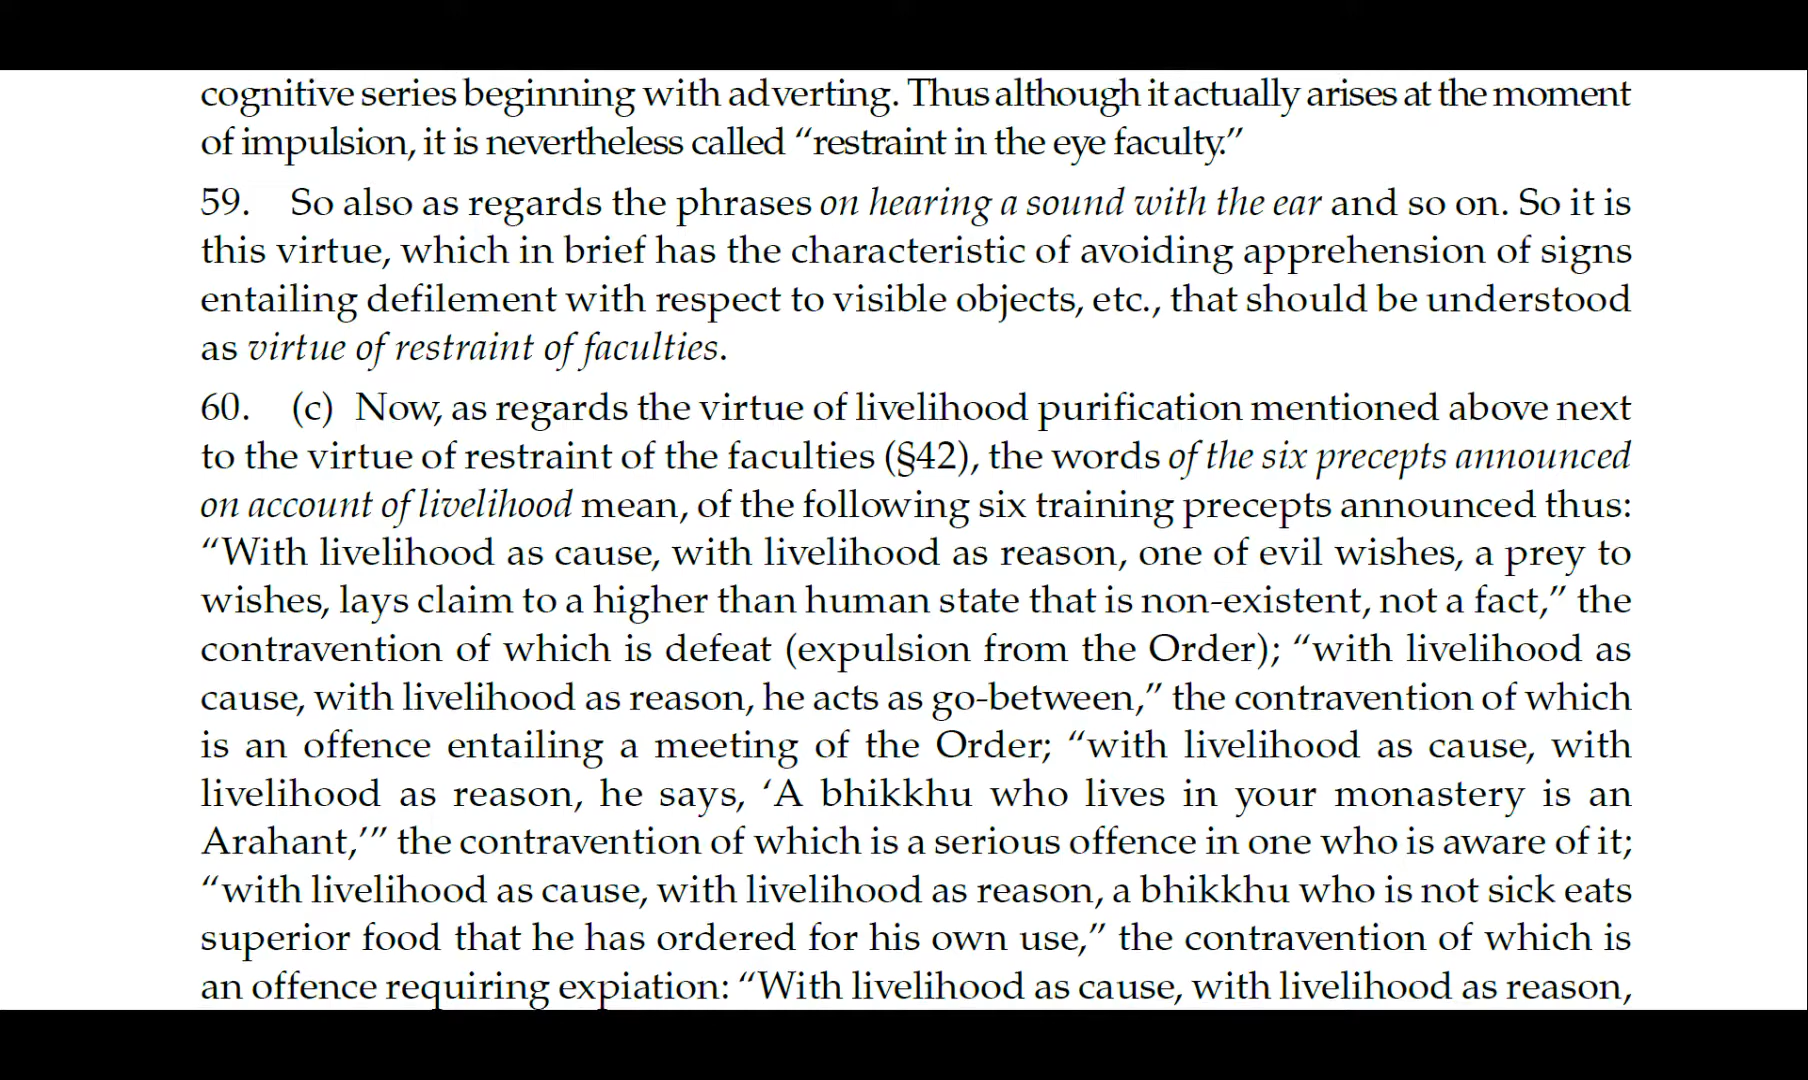 cognitive series beginning with adverting. Thus although it actually arises at the moment
of impulsion, it is nevertheless called “restraint in the eye faculty.”
59. So also as regards the phrases on hearing a sound with the ear and so on. So it is
this virtue, which in brief has the characteristic of avoiding apprehension of signs
entailing defilement with respect to visible objects, etc., that should be understood
as virtue of restraint of faculties.
60. (c) Now, as regards the virtue of livelihood purification mentioned above next
to the virtue of restraint of the faculties (§42), the words of the six precepts announced
on account of livelihood mean, of the following six training precepts announced thus:
“With livelihood as cause, with livelihood as reason, one of evil wishes, a prey to
wishes, lays claim to a higher than human state that is non-existent, not a fact,” the
contravention of which is defeat (expulsion from the Order); “with livelihood as
cause, with livelihood as reason, he acts as go-between,” the contravention of which
is an offence entailing a meeting of the Order; “with livelihood as cause, with
livelihood as reason, he says, ‘A bhikkhu who lives in your monastery is an
Arahant,’” the contravention of which is a serious offence in one who is aware of it;
“with livelihood as cause, with livelihood as reason, a bhikkhu who is not sick eats
superior food that he has ordered for his own use,” the contravention of which is
an offence requiring expiation: “With livelihood as cause, with livelihood as reason,